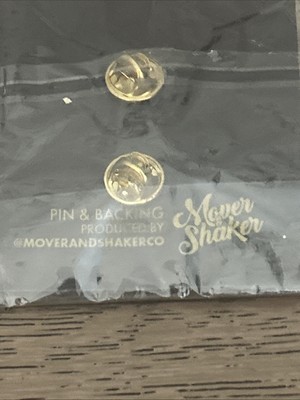 PIN & BACKING
PRODUCED BY
@MOVERANDSHAKERCO
Mover
& Shaker